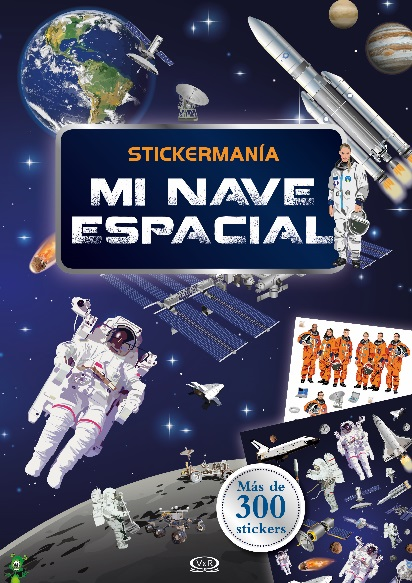 STICKERMANÍA
MI NAVE
ESPACIAL
Más de
300
stickers
V&R